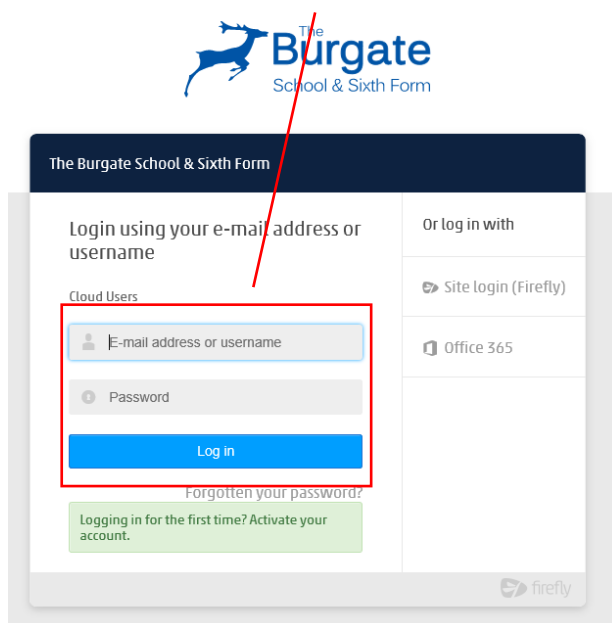 The
Burgate
School & Sixth Form
The Burgate School & Sixth Form
Login using your e-mail address or
username
Cloud Users
E-mail address or username
Password
Log in
Forgotten your password?
Logging in for the first time? Activate your
account.
Or log in with
Site login (Firefly)
Office 365
firefly